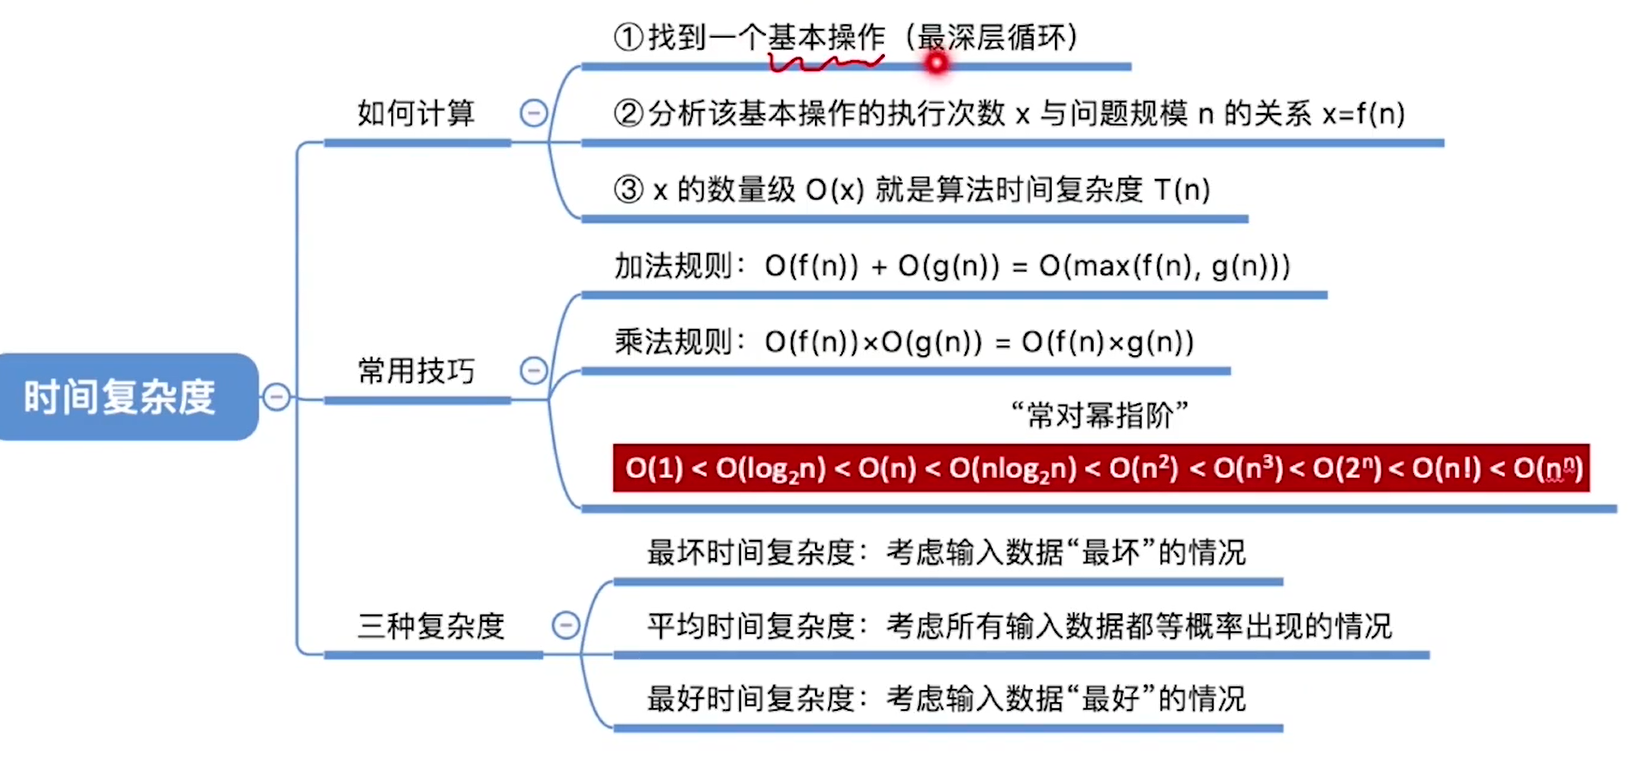 ①找到一个基本操作（最深层循环）
如何计算
②分析该基本操作的执行次数 x 与问题规模 n 的关系 x=f(n)
③ x 的数量级 O(x) 就是算法时间复杂度 T(n)
加法规则：O(f(n)) + O(g(n)) = O(max(f(n), g(n)))
乘法规则：O(f(n))×O(g(n)) = O(f(n)×g(n))
常用技巧
时间复杂度
“常对幂指阶”
O(1) < O(log₂n) < O(n) < O(nlog₂n) < O(n²) < O(n³) < O(2ⁿ) < O(n!) < O(nⁿ)
最坏时间复杂度：考虑输入数据“最坏”的情况
三种复杂度
平均时间复杂度：考虑所有输入数据都等概率出现的情况
最好时间复杂度：考虑输入数据“最好”的情况